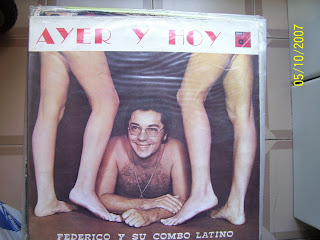 AYER Y HOY
FEDERICO Y SU COMBO LATINO
05/10/2007